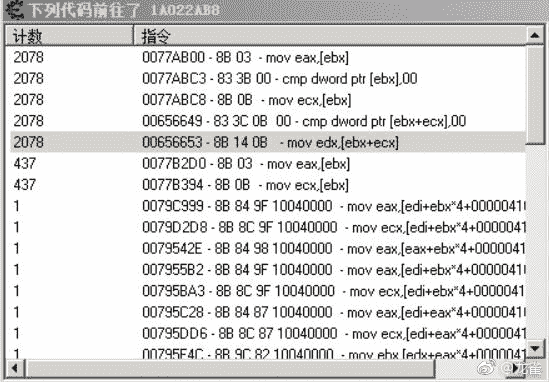 下列代码前往了 1A022AB8
计数 指令
2078 0077AB00 - 8B 03 - mov eax,[ebx]
2078 0077ABC3 - 83 3B 00 - cmp dword ptr [ebx],00
2078 0077ABC8 - 8B 0B - mov ecx,[ebx]
2078 00656649 - 83 3C 0B 00 - cmp dword ptr [ebx+ecx],00
2078 00656653 - 8B 14 0B - mov edx,[ebx+ecx]
437 0077B2D0 - 8B 03 - mov eax,[ebx]
437 0077B394 - 8B 0B - mov ecx,[ebx]
1 0079C999 - 8B 84 9F 10040000 - mov eax,[edi+ebx*4+00000410
1 0079D2D8 - 8B 8C 9F 10040000 - mov ecx,[edi+ebx*4+00000410
1 0079542E - 8B 84 98 10040000 - mov eax,[eax+ebx*4+0000041
1 007955B2 - 8B 84 9F 10040000 - mov eax,[edi+ebx*4+00000410
1 00795BA3 - 8B 8C 9F 10040000 - mov ecx,[edi+ebx*4+00000410
1 00795C28 - 8B 84 87 10040000 - mov eax,[edi+eax*4+0000041
1 00795DD6 - 8B 8C 87 10040000 - mov ecx,[edi+eax*4+0000041
1 00795F4C - 8B 9C 82 10040000 - mov ebx,[edx+eax*4+
@龙雀